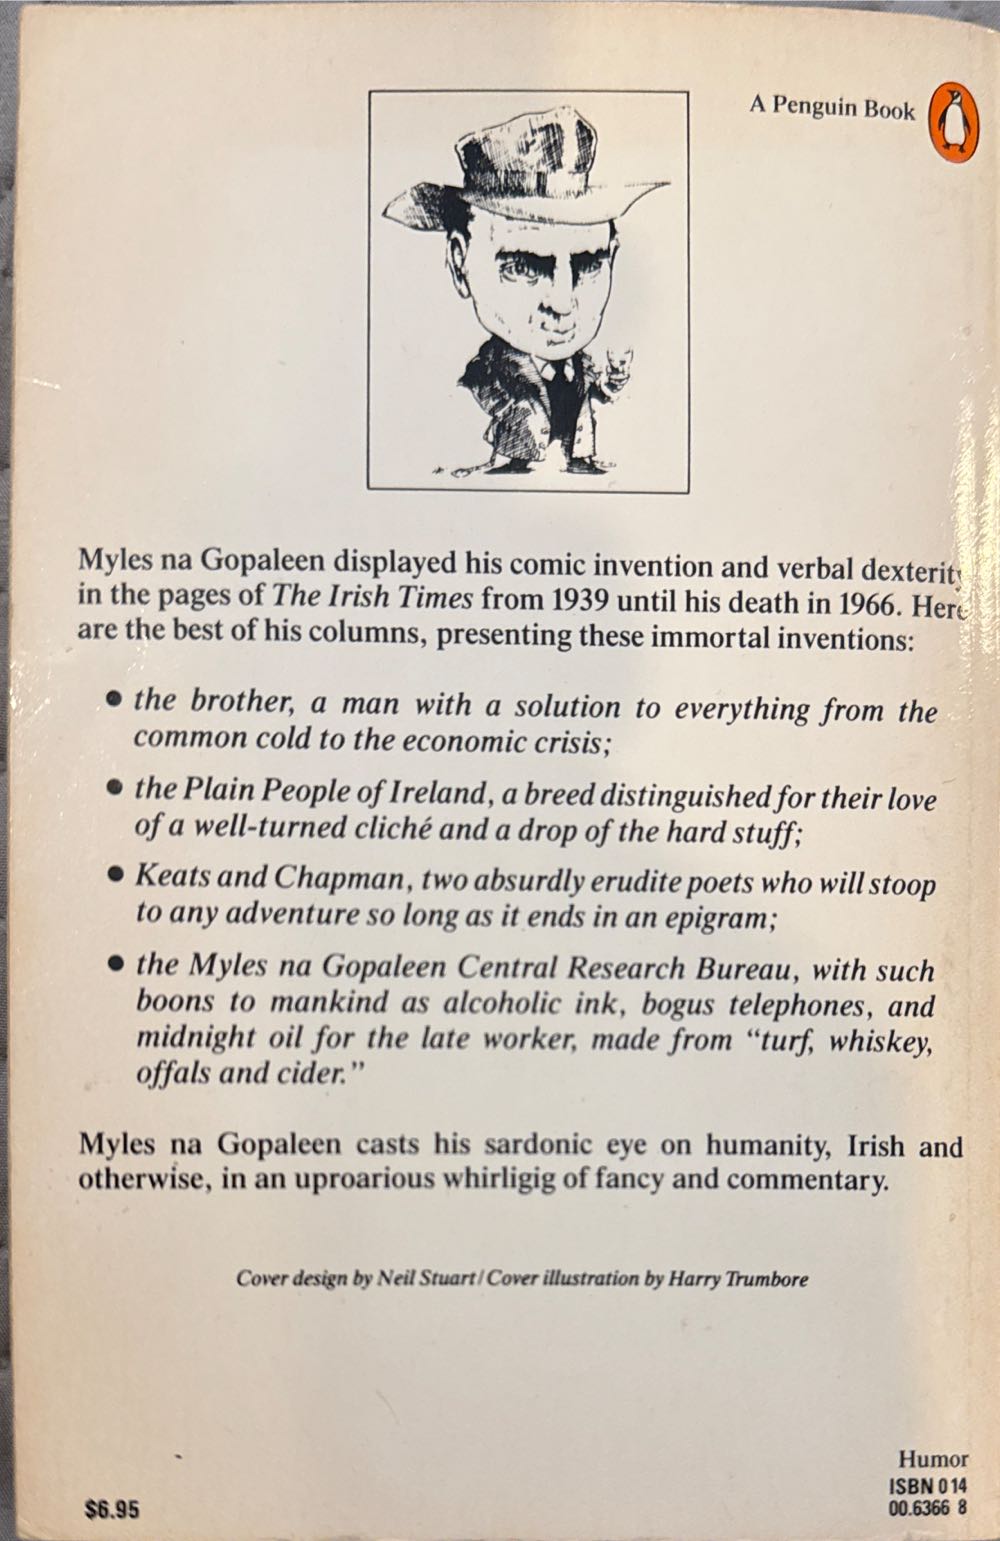 A Penguin Book
Myles na Gopaleen displayed his comic invention and verbal dexterity
in the pages of The Irish Times from 1939 until his death in 1966. Here
are the best of his columns, presenting these immortal inventions:
● the brother, a man with a solution to everything from the
common cold to the economic crisis;
● the Plain People of Ireland, a breed distinguished for their love
of a well-turned cliché and a drop of the hard stuff;
● Keats and Chapman, two absurdly erudite poets who will stoop
to any adventure so long as it ends in an epigram;
● the Myles na Gopaleen Central Research Bureau, with such
boons to mankind as alcoholic ink, bogus telephones, and
midnight oil for the late worker, made from “turf, whiskey,
offals and cider.”
Myles na Gopaleen casts his sardonic eye on humanity, Irish and
otherwise, in an uproarious whirligig of fancy and commentary.
Cover design by Neil Stuart/Cover illustration by Harry Trumbore
Humor
ISBN 0 14
00.6366 8
$6.95